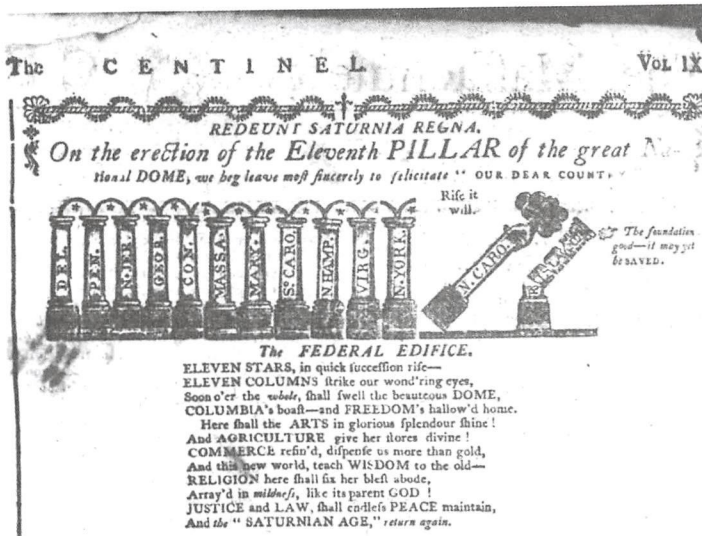 The CENTINEL Vol. IX
REDEUNT SATURNIA REGNA.
On the erection of the Eleventh PILLAR of the great Na-
tional DOME, we beg leave moſt ſincerely to felicitate " OUR DEAR COUNT
Riſe it
will.
The foundation
good—it may yet
be SAVED.
DEL.
PEN.
N. JER.
GEOR.
CON.
MASSA.
MARY.
So. CARO.
N. HAMP.
VIRG.
N. YORK.
N. CARO.
The FEDERAL EDIFICE.
ELEVEN STARS, in quick ſucceſſion riſe—
ELEVEN COLUMNS ſtrike our wond'ring eyes,
Soon o'er the whole, ſhall ſwell the beauteous DOME,
COLUMBIA's boaſt—and FREEDOM's hallow'd home.
Here ſhall the ARTS in glorious ſplendour ſhine !
And AGRICULTURE give her ſtores divine !
COMMERCE refin'd, diſpenſe us more than gold,
And this new world, teach WISDOM to the old—
RELIGION here ſhall fix her bleſt abode,
Array'd in mildneſs, like its parent GOD !
JUSTICE and LAW, ſhall endleſs PEACE maintain,
And the " SATURNIAN AGE," return again.